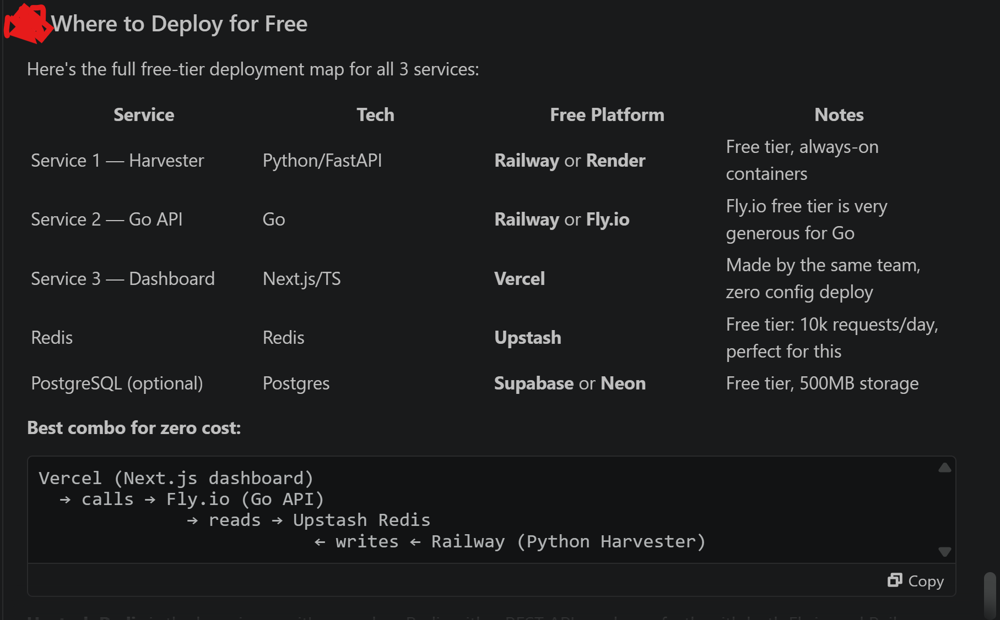 Where to Deploy for Free
Here's the full free-tier deployment map for all 3 services:
Service Tech Free Platform Notes
Service 1 — Harvester Python/FastAPI Railway or Render Free tier, always-on
containers
Service 2 — Go API Go Railway or Fly.io Fly.io free tier is very
generous for Go
Service 3 — Dashboard Next.js/TS Vercel Made by the same team,
zero config deploy
Redis Redis Upstash Free tier: 10k requests/day,
perfect for this
PostgreSQL (optional) Postgres Supabase or Neon Free tier, 500MB storage
Best combo for zero cost:
Vercel (Next.js dashboard)
→ calls → Fly.io (Go API)
→ reads → Upstash Redis
← writes ← Railway (Python Harvester)
Copy